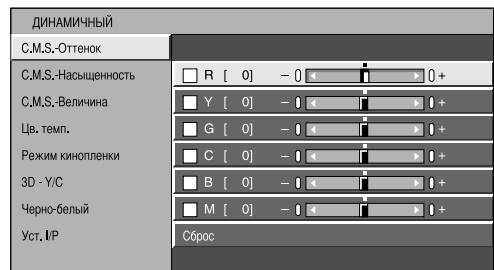 ДИНАМИЧНЫЙ
C.M.S.-Оттенок
C.M.S.-Насыщенность
R [ 0] – 0 0 +
C.M.S.-Величина
Y [ 0] – 0 0 +
Цв. темп.
G [ 0] – 0 0 +
Режим кинопленки
C [ 0] – 0 0 +
3D - Y/C
B [ 0] – 0 0 +
Черно-белый
M [ 0] – 0 0 +
Уст. I/P
Сброс